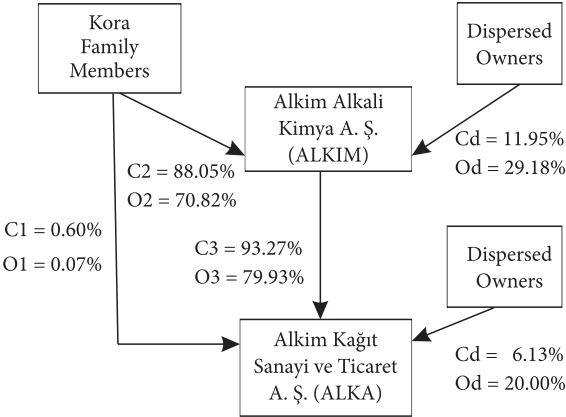 Kora
Family
Members
Dispersed
Owners
Alkim Alkali
Kimya A. Ş.
(ALKIM)
Cd = 11.95%
Od = 29.18%
C2 = 88.05%
O2 = 70.82%
C1 = 0.60%
O1 = 0.07%
C3 = 93.27%
O3 = 79.93%
Dispersed
Owners
Alkim Kağıt
Sanayi ve Ticaret
A. Ş. (ALKA)
Cd = 6.13%
Od = 20.00%